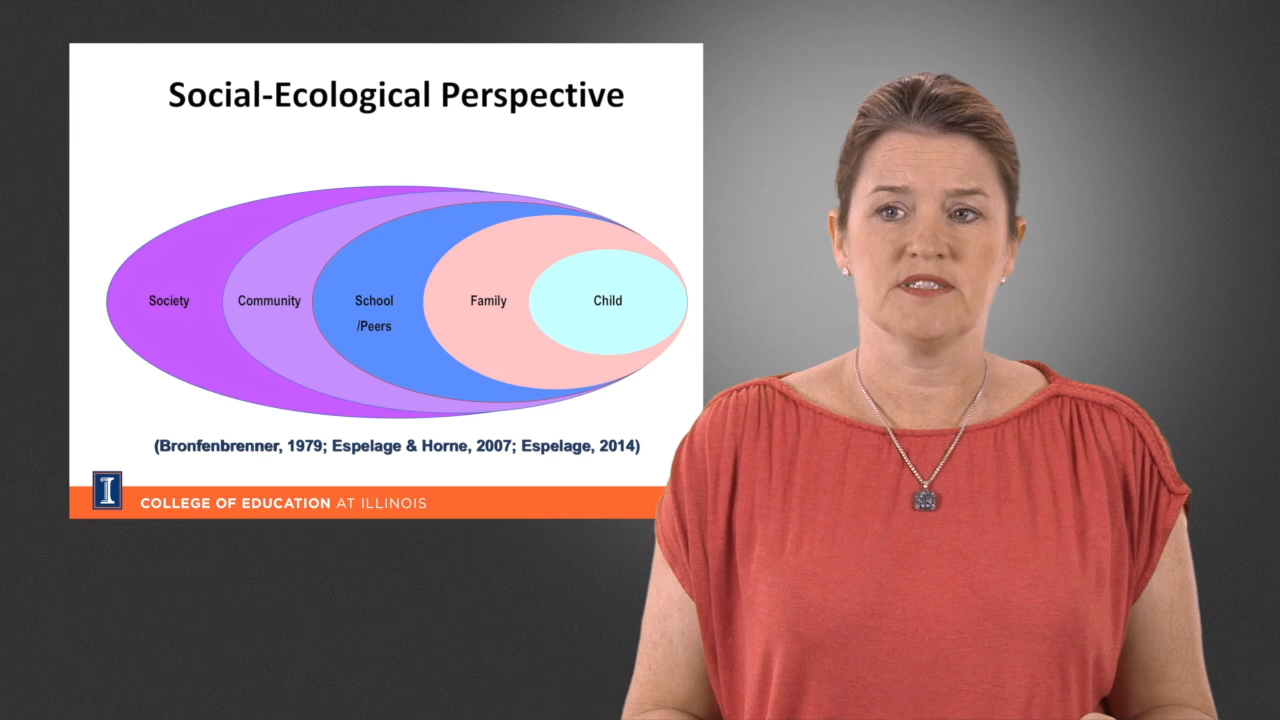 Social-Ecological Perspective
Society
Community
School
/Peers
Family
Child
(Bronfenbrenner, 1979; Espelage & Horne, 2007; Espelage, 2014)
I
COLLEGE OF EDUCATION AT ILLINOIS